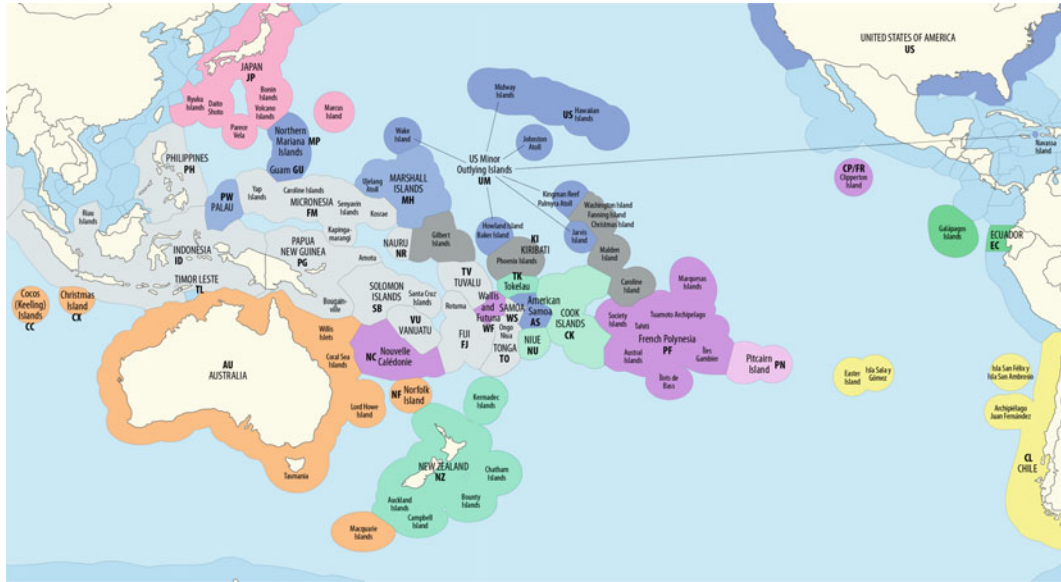 UNITED STATES OF AMERICA
US
JAPAN
JP
Ryuku
Islands
Daito
Shoto
Bonin
Islands
Volcano
Islands
Parece
Vela
Marcus
Island
Midway
Islands
US Hawaiian
Islands
Wake
Island
Johnston
Atoll
Navassa
Island
Northern
Mariana
Islands
MP
Guam GU
US Minor
Outlying Islands
UM
PHILIPPINES
PH
CP/FR
Clipperton
Island
Ujelang
Atoll
MARSHALL
ISLANDS
MH
PW
PALAU
Yap
Islands
Caroline Islands
MICRONESIA
FM
Senyarin
Islands
Kosrae
Kingman Reef
Palmyra Atoll
Washington Island
Fanning Island
Christmas Island
Riau
Islands
Kapinga-
marangi
Gilbert
Islands
Howland Island
Baker Island
Jarvis
Island
Galápagos
Islands
ECUADOR
EC
NAURU
NR
KI
KIRIBATI
Phoenix Islands
Malden
Island
INDONESIA
ID
PAPUA
NEW GUINEA
PG
TIMOR LESTE
TL
TV
TUVALU
TK
Tokelau
Caroline
Island
Marquesas
Islands
SOLOMON
ISLANDS
SB
Santa Cruz
Islands
Bougain-
ville
Rotuma
Wallis
and
Futuna
WF
SAMOA
WS
American
Samoa
AS
COOK
ISLANDS
CK
Society
Islands
Tahiti
Tuamoto Archipelago
Cocos
(Keeling)
Islands
CC
Christmas
Island
CX
VU
VANUATU
FIJI
FJ
Ongo
Niua
TONGA
TO
NIUE
NU
French Polynesia
PF
Austral
Islands
Îles
Gambier
Pitcairn
Island
PN
Willis
Islets
Coral Sea
Islands
NC Nouvelle
Calédonie
AU
AUSTRALIA
Easter
Island
Isla Sala y
Gómez
Isla San Félix y
Isla San Ambrosio
NF Norfolk
Island
Lord Howe
Island
Kermadec
Islands
Archipiélago
Juan Fernández
Tasmania
NEW ZEALAND
NZ
Chatham
Islands
Auckland
Islands
Campbell
Island
Bounty
Islands
Macquarie
Islands
CL
CHILE